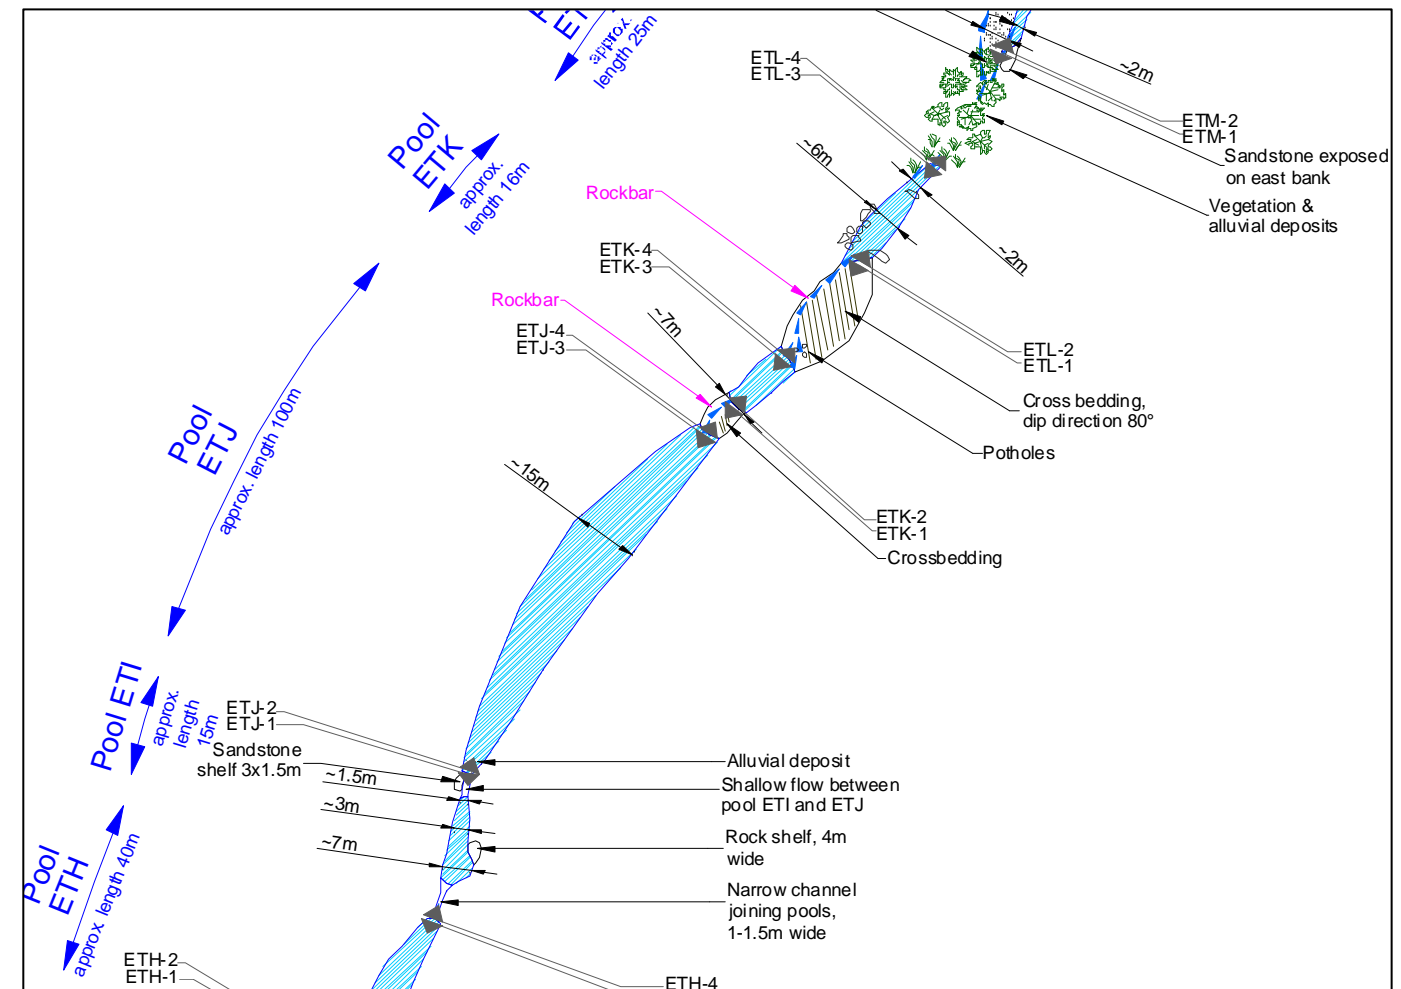 approx.
length 25m
~2m
ETL-4
ETL-3
ETM-2
ETM-1
Sandstone exposed
on east bank
Vegetation &
alluvial deposits
Pool
ETK
approx.
length 16m
~6m
~2m
Rockbar
ETK-4
ETK-3
Rockbar
ETJ-4
ETJ-3
~7m
ETL-2
ETL-1
Cross bedding,
dip direction 80°
Potholes
Pool
ETJ
approx. length 100m
~15m
ETK-2
ETK-1
Crossbedding
Pool ETI
approx.
length
15m
ETJ-2
ETJ-1
Sandstone
shelf 3x1.5m
~1.5m
~3m
~7m
Alluvial deposit
Shallow flow between
pool ETI and ETJ
Rock shelf, 4m
wide
Narrow channel
joining pools,
1-1.5m wide
Pool
ETH
approx length 40m
ETH-2
ETH-1
ETH-4